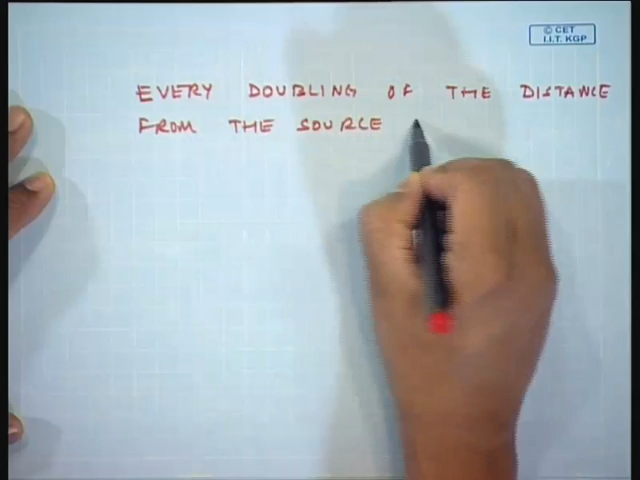 © CET
I.I.T. KGP
EVERY DOUBLING OF THE DISTANCE
FROM THE SOURCE